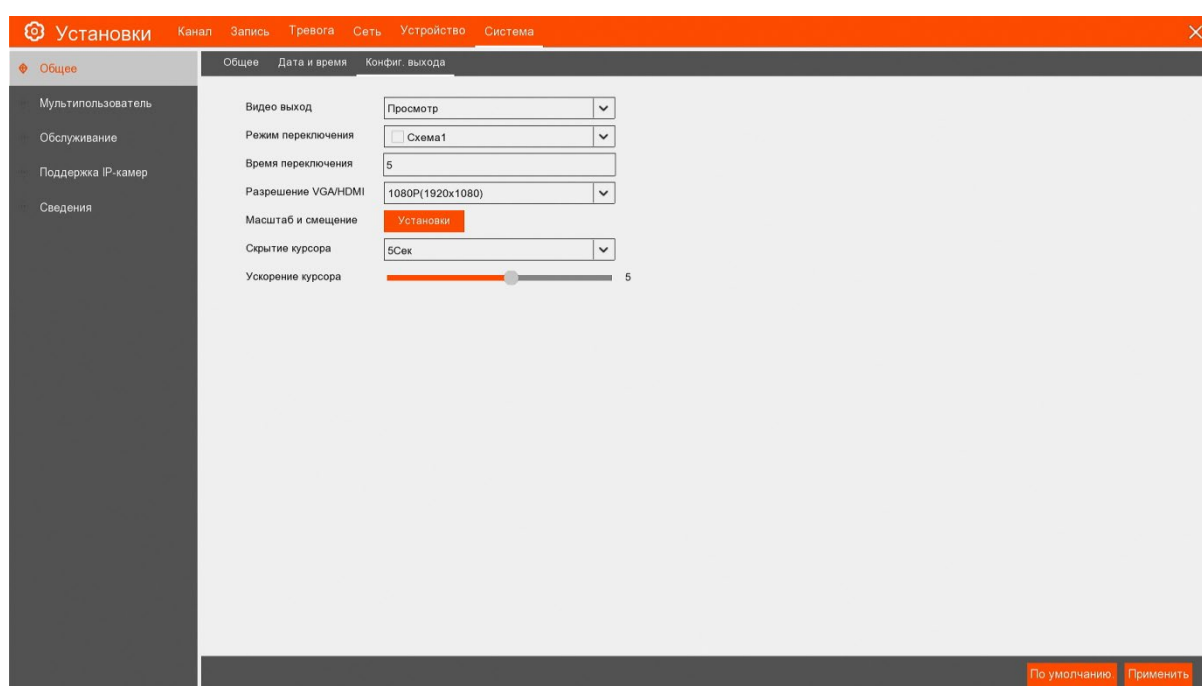 Установки Канал Запись Тревога Сеть Устройство Система
Общее
Мультипользователь
Обслуживание
Поддержка IP-камер
Сведения
Общее Дата и время Конфиг. выхода
Видео выход Просмотр
Режим переключения Схема1
Время переключения 5
Разрешение VGA/HDMI 1080P(1920x1080)
Масштаб и смещение Установки
Скрытие курсора 5Сек
Ускорение курсора 5
По умолчанию Применить